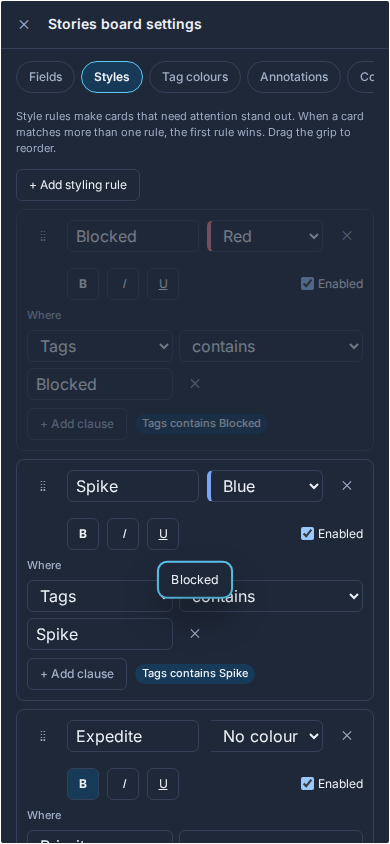 Stories board settings
Fields
Styles
Tag colours
Annotations
Style rules make cards that need attention stand out. When a card
matches more than one rule, the first rule wins. Drag the grip to
reorder.
+ Add styling rule
Blocked
Red
B
I
U
Enabled
Where
Tags
contains
Blocked
+ Add clause
Tags contains Blocked
Spike
Blue
B
I
U
Enabled
Where
Blocked
Tags
contains
Spike
+ Add clause
Tags contains Spike
Expedite
No colour
B
I
U
Enabled
Where